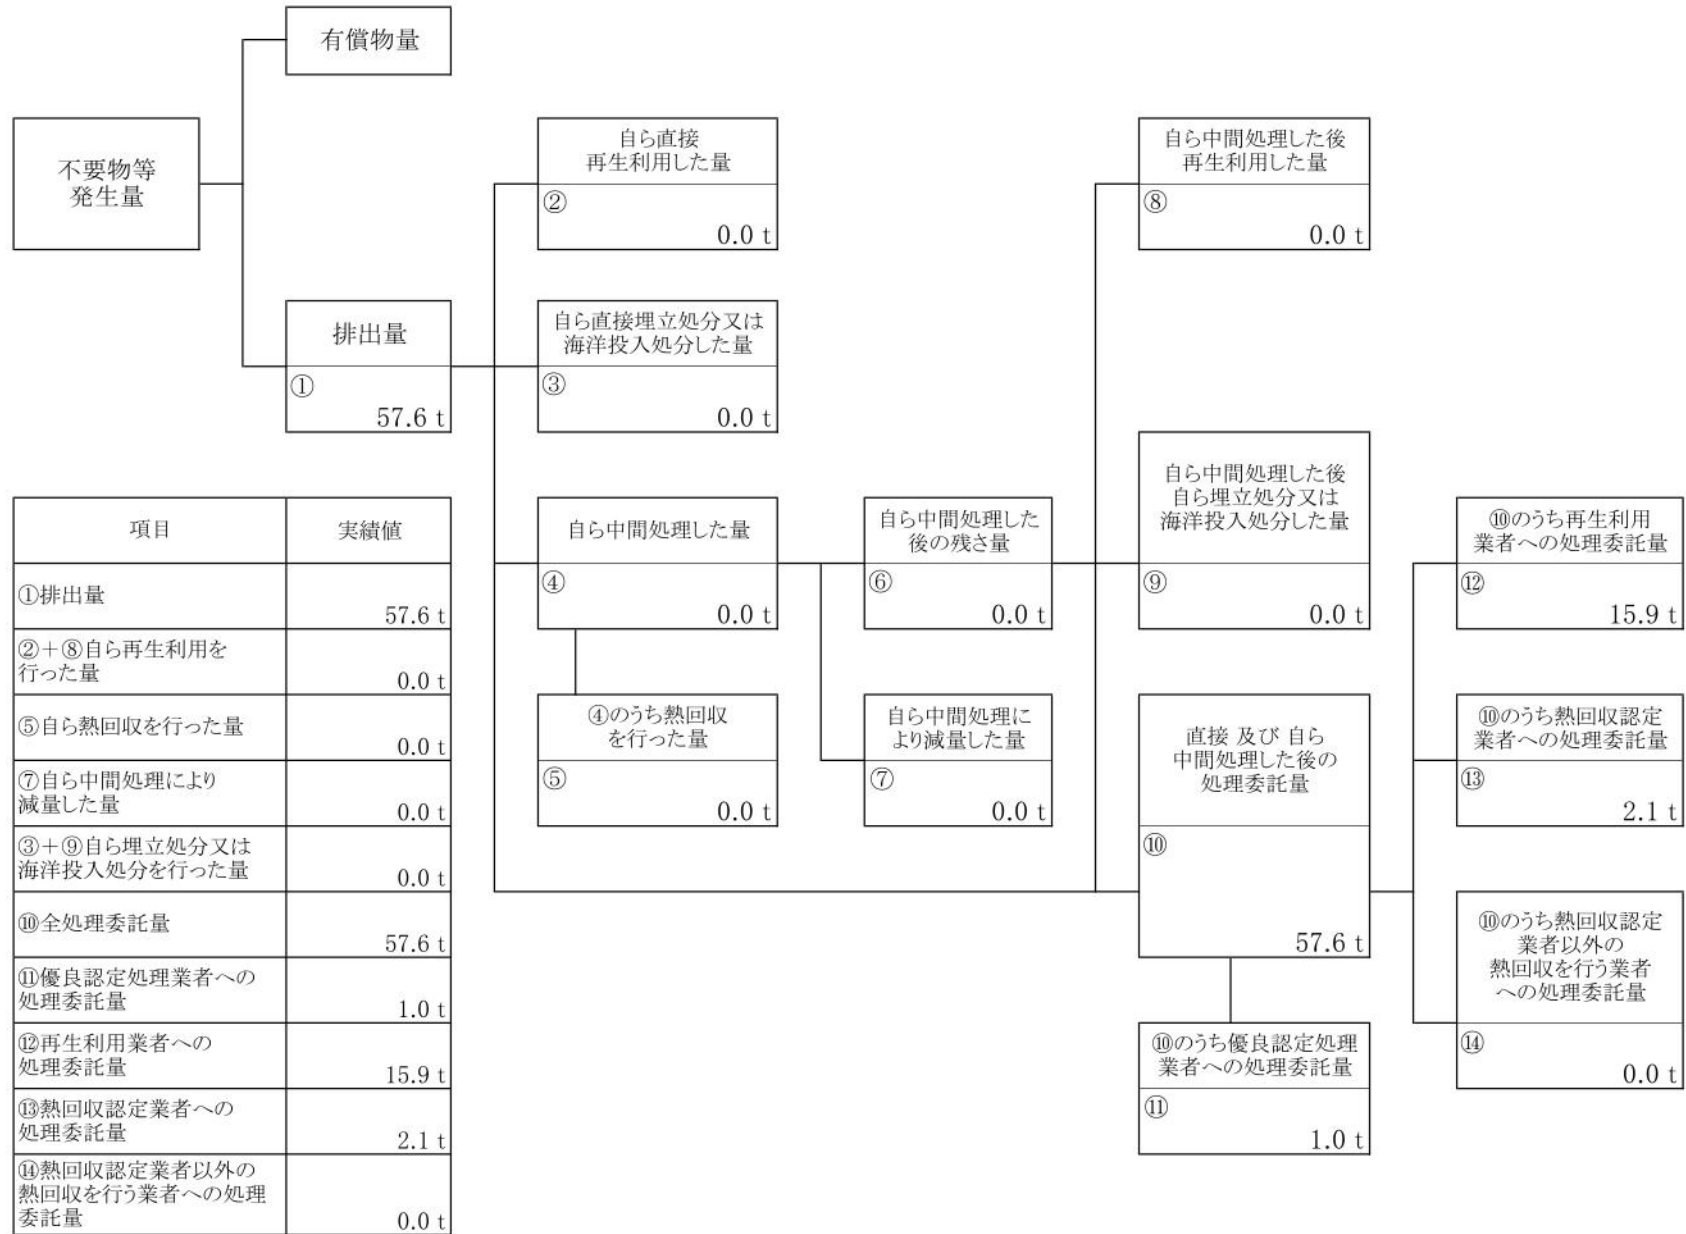 有償物量
不要物等
発生量
自ら直接
再生利用した量
②
0.0 t
自ら中間処理した後
再生利用した量
⑧
0.0 t
排出量
①
57.6 t
自ら直接埋立処分又は
海洋投入処分した量
③
0.0 t
項目
実績値
①排出量
57.6 t
②＋⑧自ら再生利用を
行った量
0.0 t
⑤自ら熱回収を行った量
0.0 t
⑦自ら中間処理により
減量した量
0.0 t
③＋⑨自ら埋立処分又は
海洋投入処分を行った量
0.0 t
⑩全処理委託量
57.6 t
⑪優良認定処理業者への
処理委託量
1.0 t
⑫再生利用業者への
処理委託量
15.9 t
⑬熱回収認定業者への
処理委託量
2.1 t
⑭熱回収認定業者以外の
熱回収を行う業者への処理
委託量
0.0 t
自ら中間処理した量
④
0.0 t
④のうち熱回収
を行った量
⑤
0.0 t
自ら中間処理した
後の残さ量
⑥
0.0 t
自ら中間処理に
より減量した量
⑦
0.0 t
自ら中間処理した後
自ら埋立処分又は
海洋投入処分した量
⑨
0.0 t
直接 及び 自ら
中間処理した後の
処理委託量
⑩
57.6 t
⑩のうち優良認定処理
業者への処理委託量
⑪
1.0 t
⑩のうち再生利用
業者への処理委託量
⑫
15.9 t
⑩のうち熱回収認定
業者への処理委託量
⑬
2.1 t
⑩のうち熱回収認定
業者以外の
熱回収を行う業者
への処理委託量
⑭
0.0 t